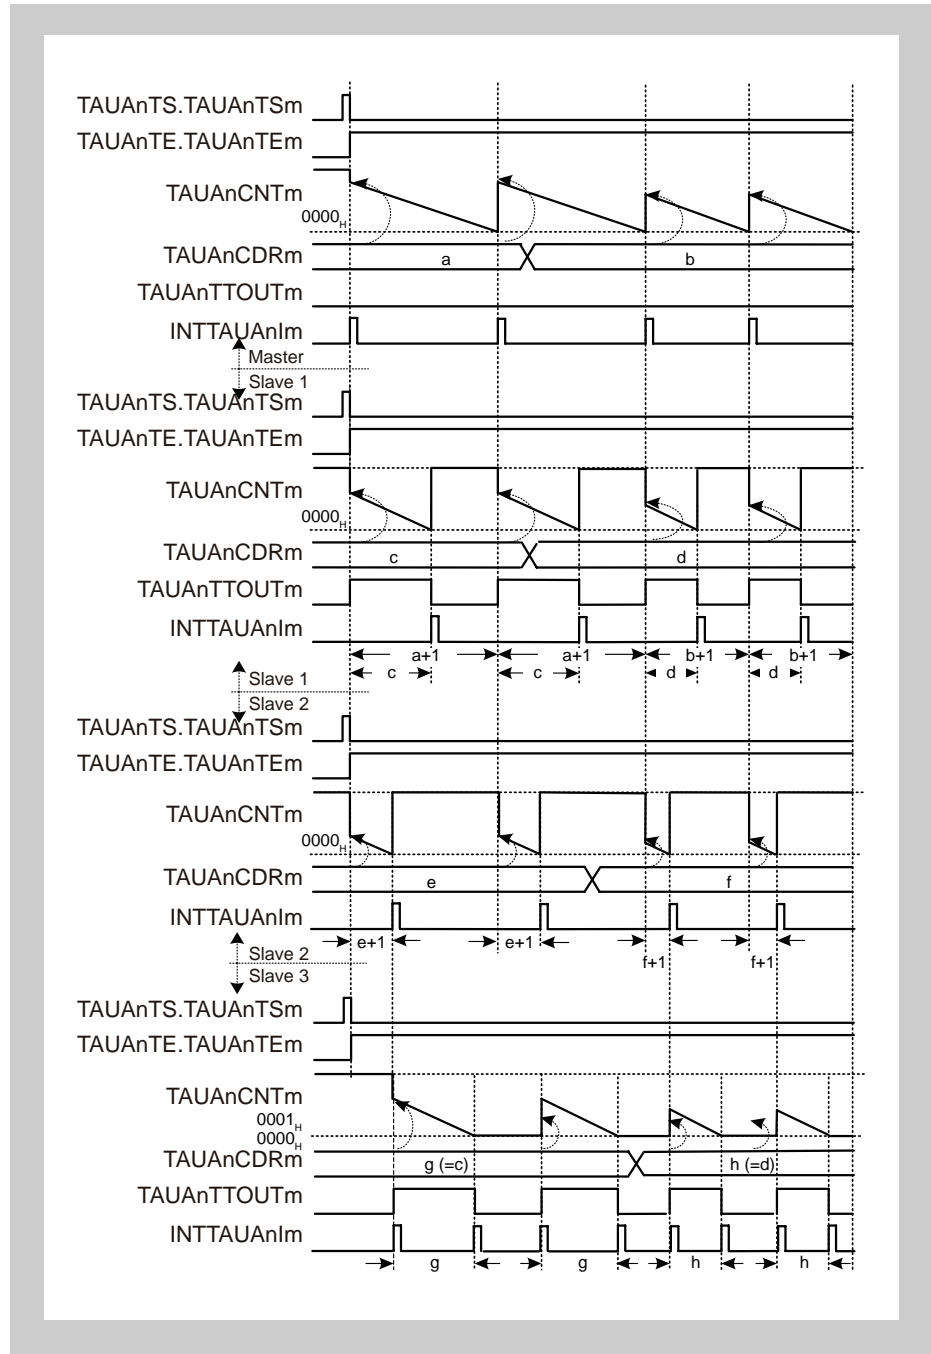 TAUAnTS.TAUAnTSm
TAUAnTE.TAUAnTEm
TAUAnCNTm
0000H
TAUAnCDRm
a
b
TAUAnTTOUTm
INTTAUAnIm
Master
Slave 1
TAUAnTS.TAUAnTSm
TAUAnTE.TAUAnTEm
TAUAnCNTm
0000H
TAUAnCDRm
c
d
TAUAnTTOUTm
INTTAUAnIm
a+1 a+1 b+1 b+1
c c d d
Slave 1
Slave 2
TAUAnTS.TAUAnTSm
TAUAnTE.TAUAnTEm
TAUAnCNTm
0000H
TAUAnCDRm
e
f
INTTAUAnIm
e+1 e+1
f+1 f+1
Slave 2
Slave 3
TAUAnTS.TAUAnTSm
TAUAnTE.TAUAnTEm
TAUAnCNTm
0001H
0000H
TAUAnCDRm
g (=c)
h (=d)
TAUAnTTOUTm
INTTAUAnIm
g g h h